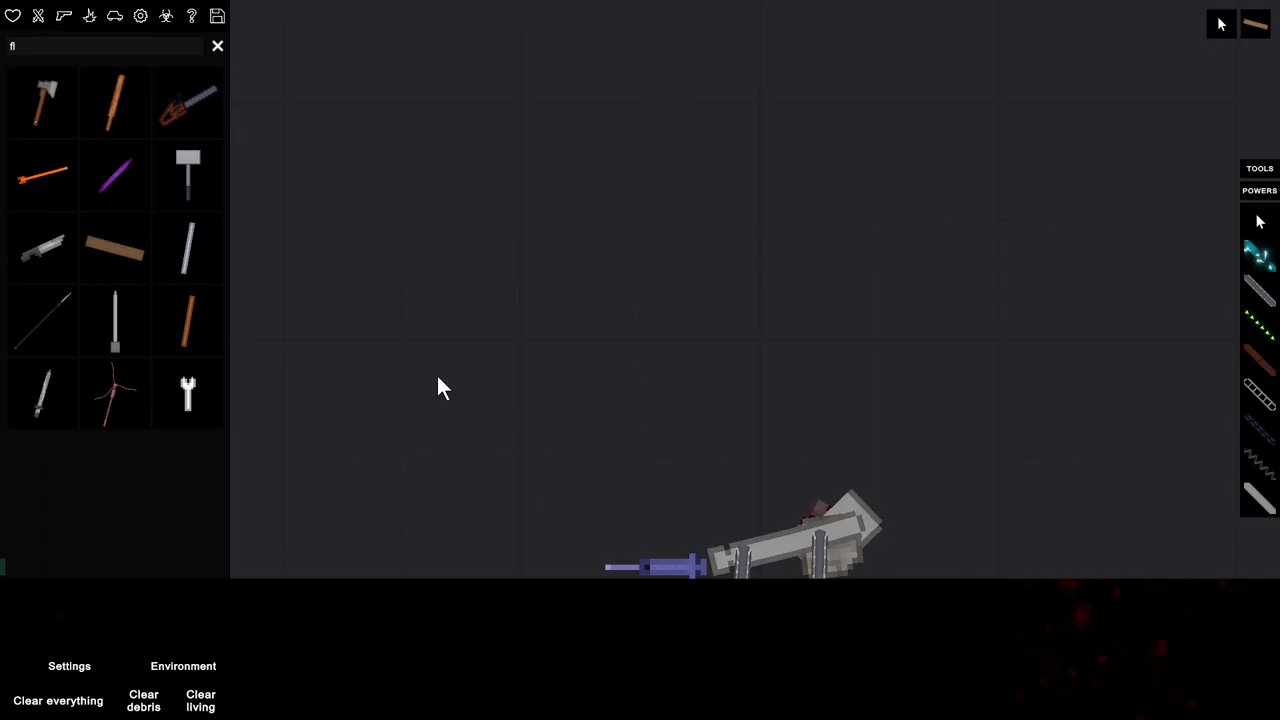 fl
TOOLS
POWERS
Settings
Environment
Clear everything
Clear
debris
Clear
living